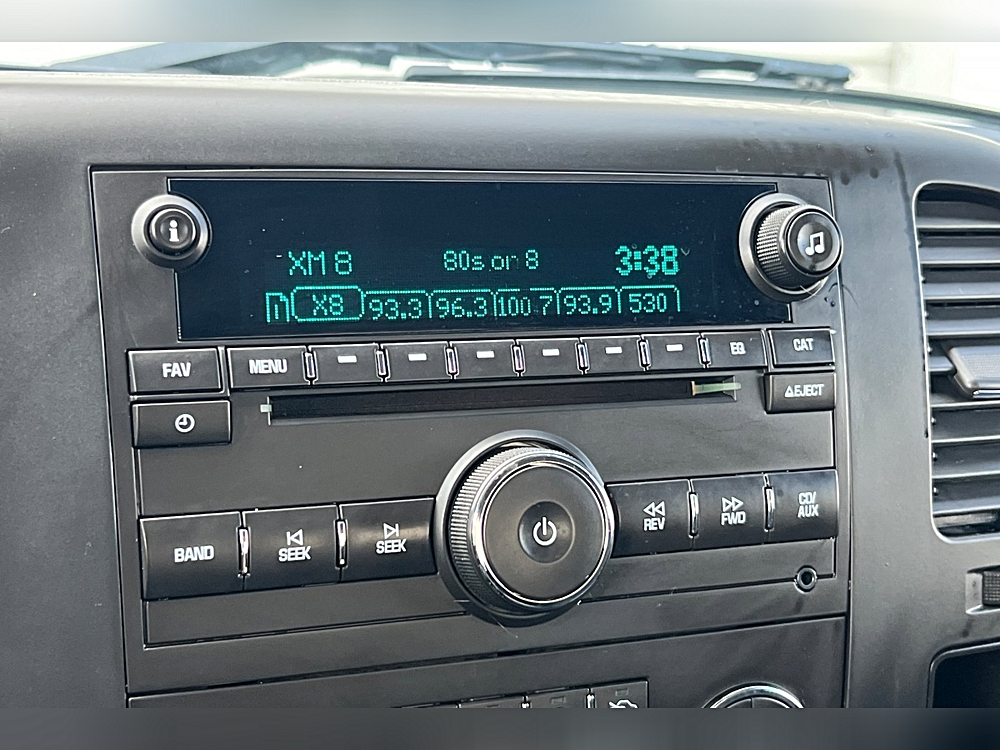 i
XM 8 80s or 8 3:38
X8 93.3 96.3 100.7 93.9 530
FAV MENU EQ CAT
EJECT
BAND SEEK SEEK REV FWD CD/
AUX